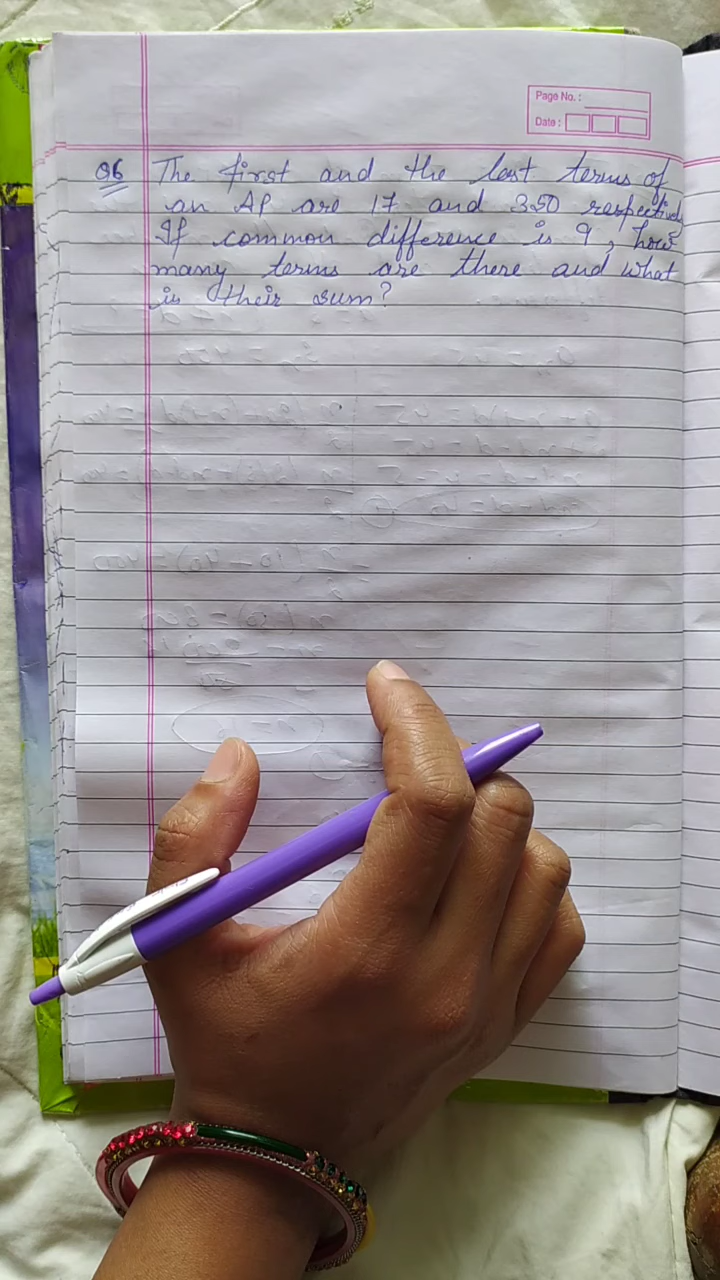 Page No. :
Date :
Q6 The first and the last terms of
an AP are 17 and 350 respectively
If common difference is 9, how
many terms are there and what
is their sum?